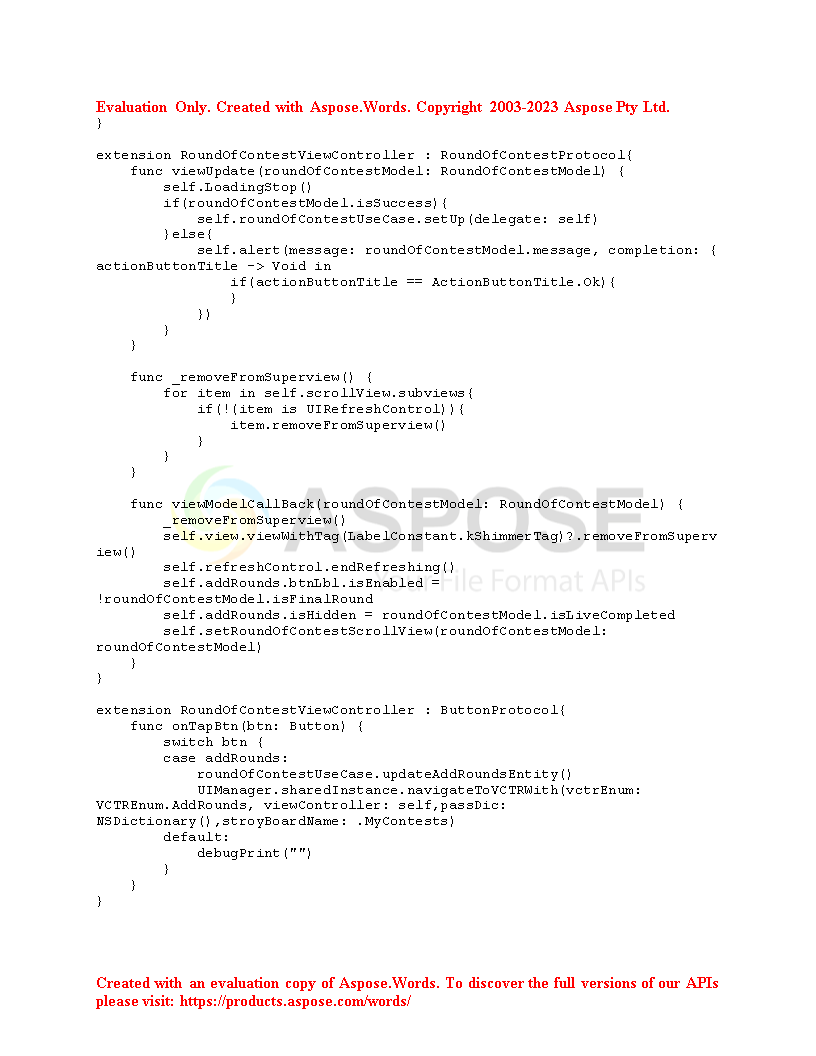 Evaluation Only. Created with Aspose.Words. Copyright 2003-2023 Aspose Pty Ltd.
}
extension RoundOfContestViewController : RoundOfContestProtocol{
    func viewUpdate(roundOfContestModel: RoundOfContestModel) {
        self.LoadingStop()
        if(roundOfContestModel.isSuccess){
            self.roundOfContestUseCase.setUp(delegate: self)
        }else{
            self.alert(message: roundOfContestModel.message, completion: {
actionButtonTitle -> Void in
                if(actionButtonTitle == ActionButtonTitle.Ok){
                }
            })
        }
    }
    func _removeFromSuperview() {
        for item in self.scrollView.subviews{
            if(!(item is UIRefreshControl)){
                item.removeFromSuperview()
            }
        }
    }
    func viewModelCallBack(roundOfContestModel: RoundOfContestModel) {
        _removeFromSuperview()
        self.view.viewWithTag(LabelConstant.kShimmerTag)?.removeFromSuperv
iew()
        self.refreshControl.endRefreshing()
        self.addRounds.btnLbl.isEnabled =
!roundOfContestModel.isFinalRound
        self.addRounds.isHidden = roundOfContestModel.isLiveCompleted
        self.setRoundOfContestScrollView(roundOfContestModel:
roundOfContestModel)
    }
}
extension RoundOfContestViewController : ButtonProtocol{
    func onTapBtn(btn: Button) {
        switch btn {
        case addRounds:
            roundOfContestUseCase.updateAddRoundsEntity()
            UIManager.sharedInstance.navigateToVCTRWith(vctrEnum:
VCTREnum.AddRounds, viewController: self,passDic:
NSDictionary(),stroyBoardName: .MyContests)
        default:
            debugPrint("")
        }
    }
}
ASPOSE
File Format APIs
Created with an evaluation copy of Aspose.Words. To discover the full versions of our APIs
please visit: https://products.aspose.com/words/